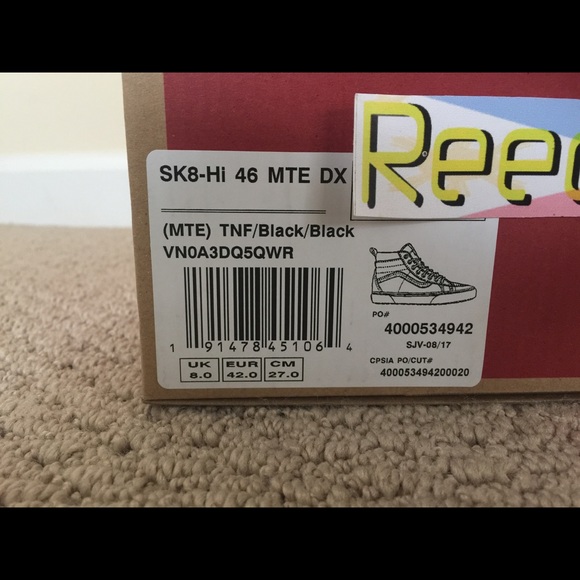 Reed
SK8-Hi 46 MTE DX
(MTE) TNF/Black/Black
VN0A3DQ5QWR
PO#
4000534942
SJV-08/17
1 91478 45106 4
CPSIA PO/CUT#
400053494200020
UK EUR CM
8.0 42.0 27.0